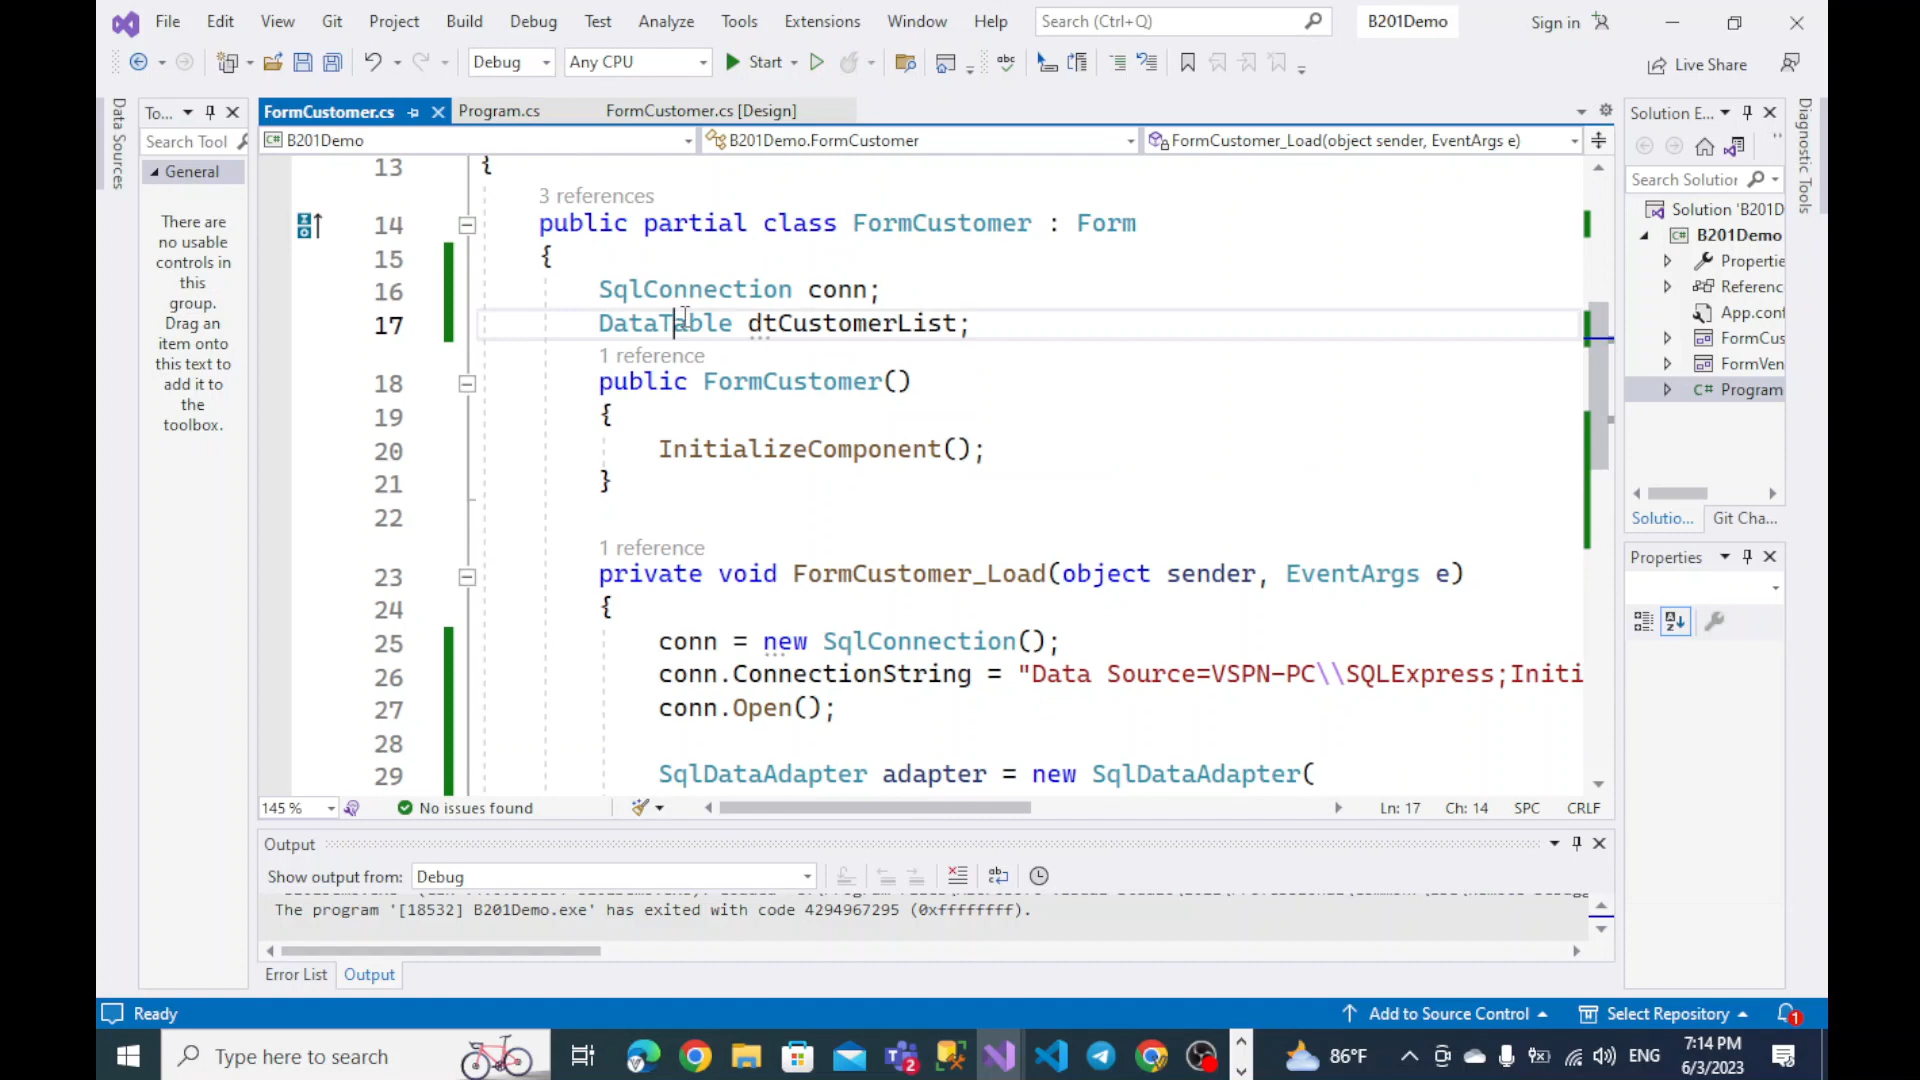 File Edit View Git Project Build Debug Test Analyze Tools Extensions Window Help Search (Ctrl+Q) B201Demo Sign in
Debug Any CPU Start Live Share
Data Sources
To...
Search Tool
General
There are
no usable
controls in
this
group.
Drag an
item onto
this text to
add it to
the
toolbox.
FormCustomer.cs Program.cs FormCustomer.cs [Design]
C# B201Demo B201Demo.FormCustomer FormCustomer_Load(object sender, EventArgs e)
13 {
3 references
14 public partial class FormCustomer : Form
15 {
16 SqlConnection conn;
17 DataTable dtCustomerList;
1 reference
18 public FormCustomer()
19 {
20 InitializeComponent();
21 }
22
1 reference
23 private void FormCustomer_Load(object sender, EventArgs e)
24 {
25 conn = new SqlConnection();
26 conn.ConnectionString = "Data Source=VSPN-PC\\SQLExpress;Initi
27 conn.Open();
28
29 SqlDataAdapter adapter = new SqlDataAdapter(
145 % No issues found Ln: 17 Ch: 14 SPC CRLF
Output
Show output from: Debug
The program '[18532] B201Demo.exe' has exited with code 4294967295 (0xffffffff).
Error List Output
Solution E...
Search Solution
Solution 'B201D
C# B201Demo
Propertie
Referenc
App.conf
FormCus
FormVen
C# Program
Solutio... Git Cha...
Properties
Diagnostic Tools
Ready Add to Source Control Select Repository 1
Type here to search 2 86°F ENG 7:14 PM
6/3/2023